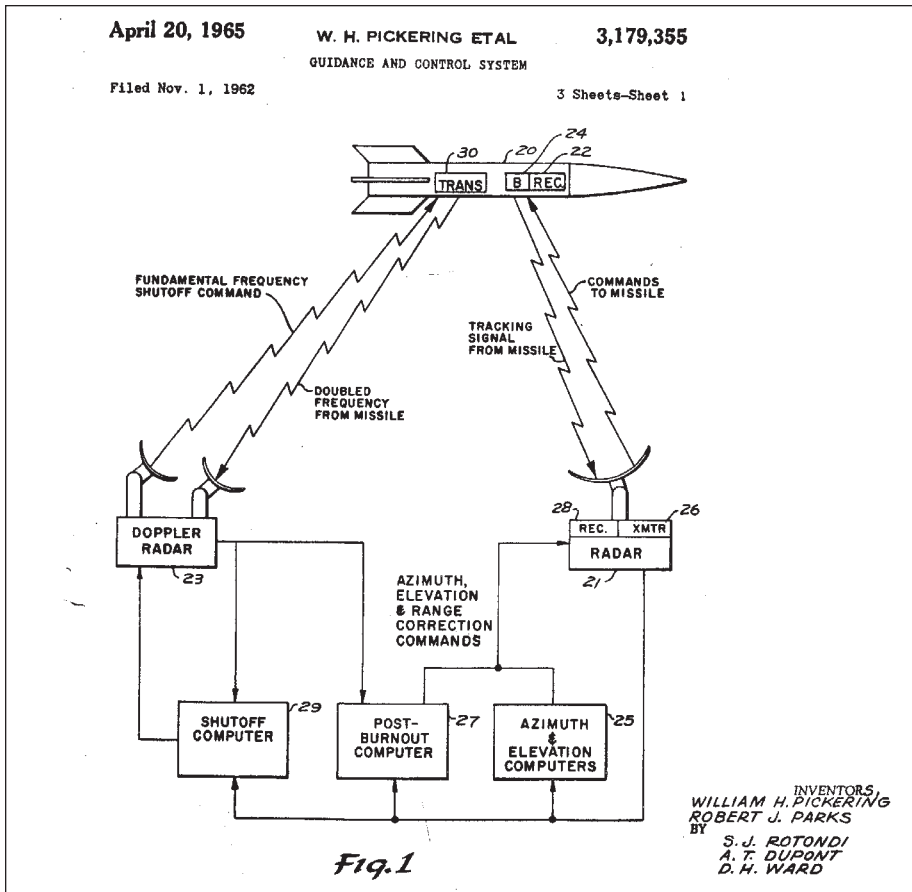 April 20, 1965
W. H. PICKERING ETAL
3,179,355
GUIDANCE AND CONTROL SYSTEM
Filed Nov. 1, 1962
3 Sheets-Sheet 1
24
30
20
22
TRANS
B
REC.
FUNDAMENTAL FREQUENCY
SHUTOFF COMMAND
COMMANDS
TO MISSILE
TRACKING
SIGNAL
FROM MISSILE
DOUBLED
FREQUENCY
FROM MISSILE
28
26
REC.
XMTR
DOPPLER
RADAR
RADAR
23
21
AZIMUTH,
ELEVATION
& RANGE
CORRECTION
COMMANDS
SHUTOFF
COMPUTER
29
POST-
BURNOUT
COMPUTER
27
AZIMUTH
&
ELEVATION
COMPUTERS
25
INVENTORS,
WILLIAM H. PICKERING
ROBERT J. PARKS
BY
S. J. ROTONDI
A. T. DUPONT
D. H. WARD
Fig.1